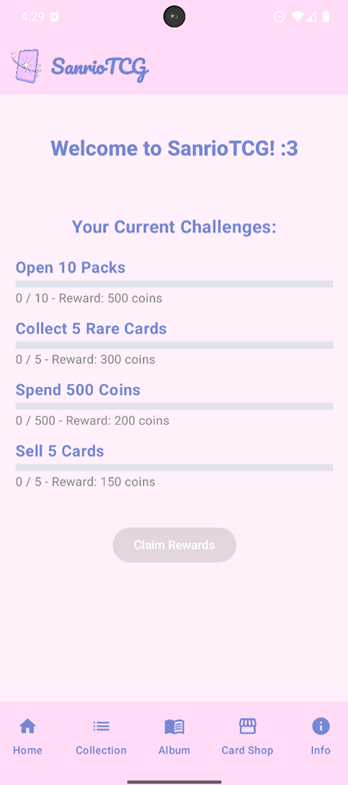 4:29
SanrioTCG
Welcome to SanrioTCG! :3
Your Current Challenges:
Open 10 Packs
0 / 10 - Reward: 500 coins
Collect 5 Rare Cards
0 / 5 - Reward: 300 coins
Spend 500 Coins
0 / 500 - Reward: 200 coins
Sell 5 Cards
0 / 5 - Reward: 150 coins
Claim Rewards
Home Collection Album Card Shop Info